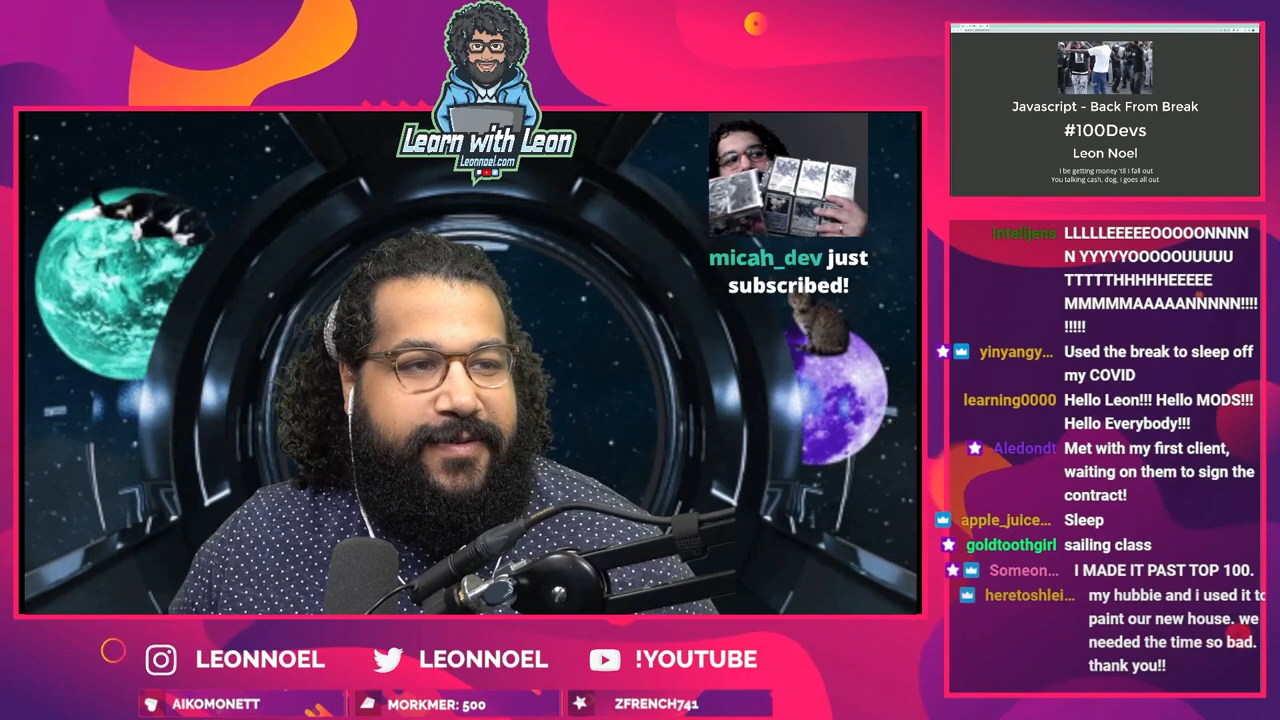 Learn with Leon
Leonnoel.com
micah_dev just
subscribed!
Javascript - Back From Break
#100Devs
Leon Noel
I be getting money 'til I fall out
You talking cash, dog, I goes all out
intelijens LLLLLEEEEEOOOOONNNN
N YYYYYOOOOOUUUUU
TTTTTHHHHHEEEEE
MMMMMAAAAANNNNN!!!!
!!!!!
yinyangy... Used the break to sleep off
my COVID
learning0000 Hello Leon!!! Hello MODS!!!
Hello Everybody!!!
Aledondt Met with my first client,
waiting on them to sign the
contract!
apple_juice... Sleep
goldtoothgirl sailing class
Someon... I MADE IT PAST TOP 100.
heretoshlei... my hubbie and i used it to
paint our new house. we
needed the time so bad.
thank you!!
LEONNOEL
LEONNOEL
!YOUTUBE
AIKOMONETT
MORKMER: 500
ZFRENCH741